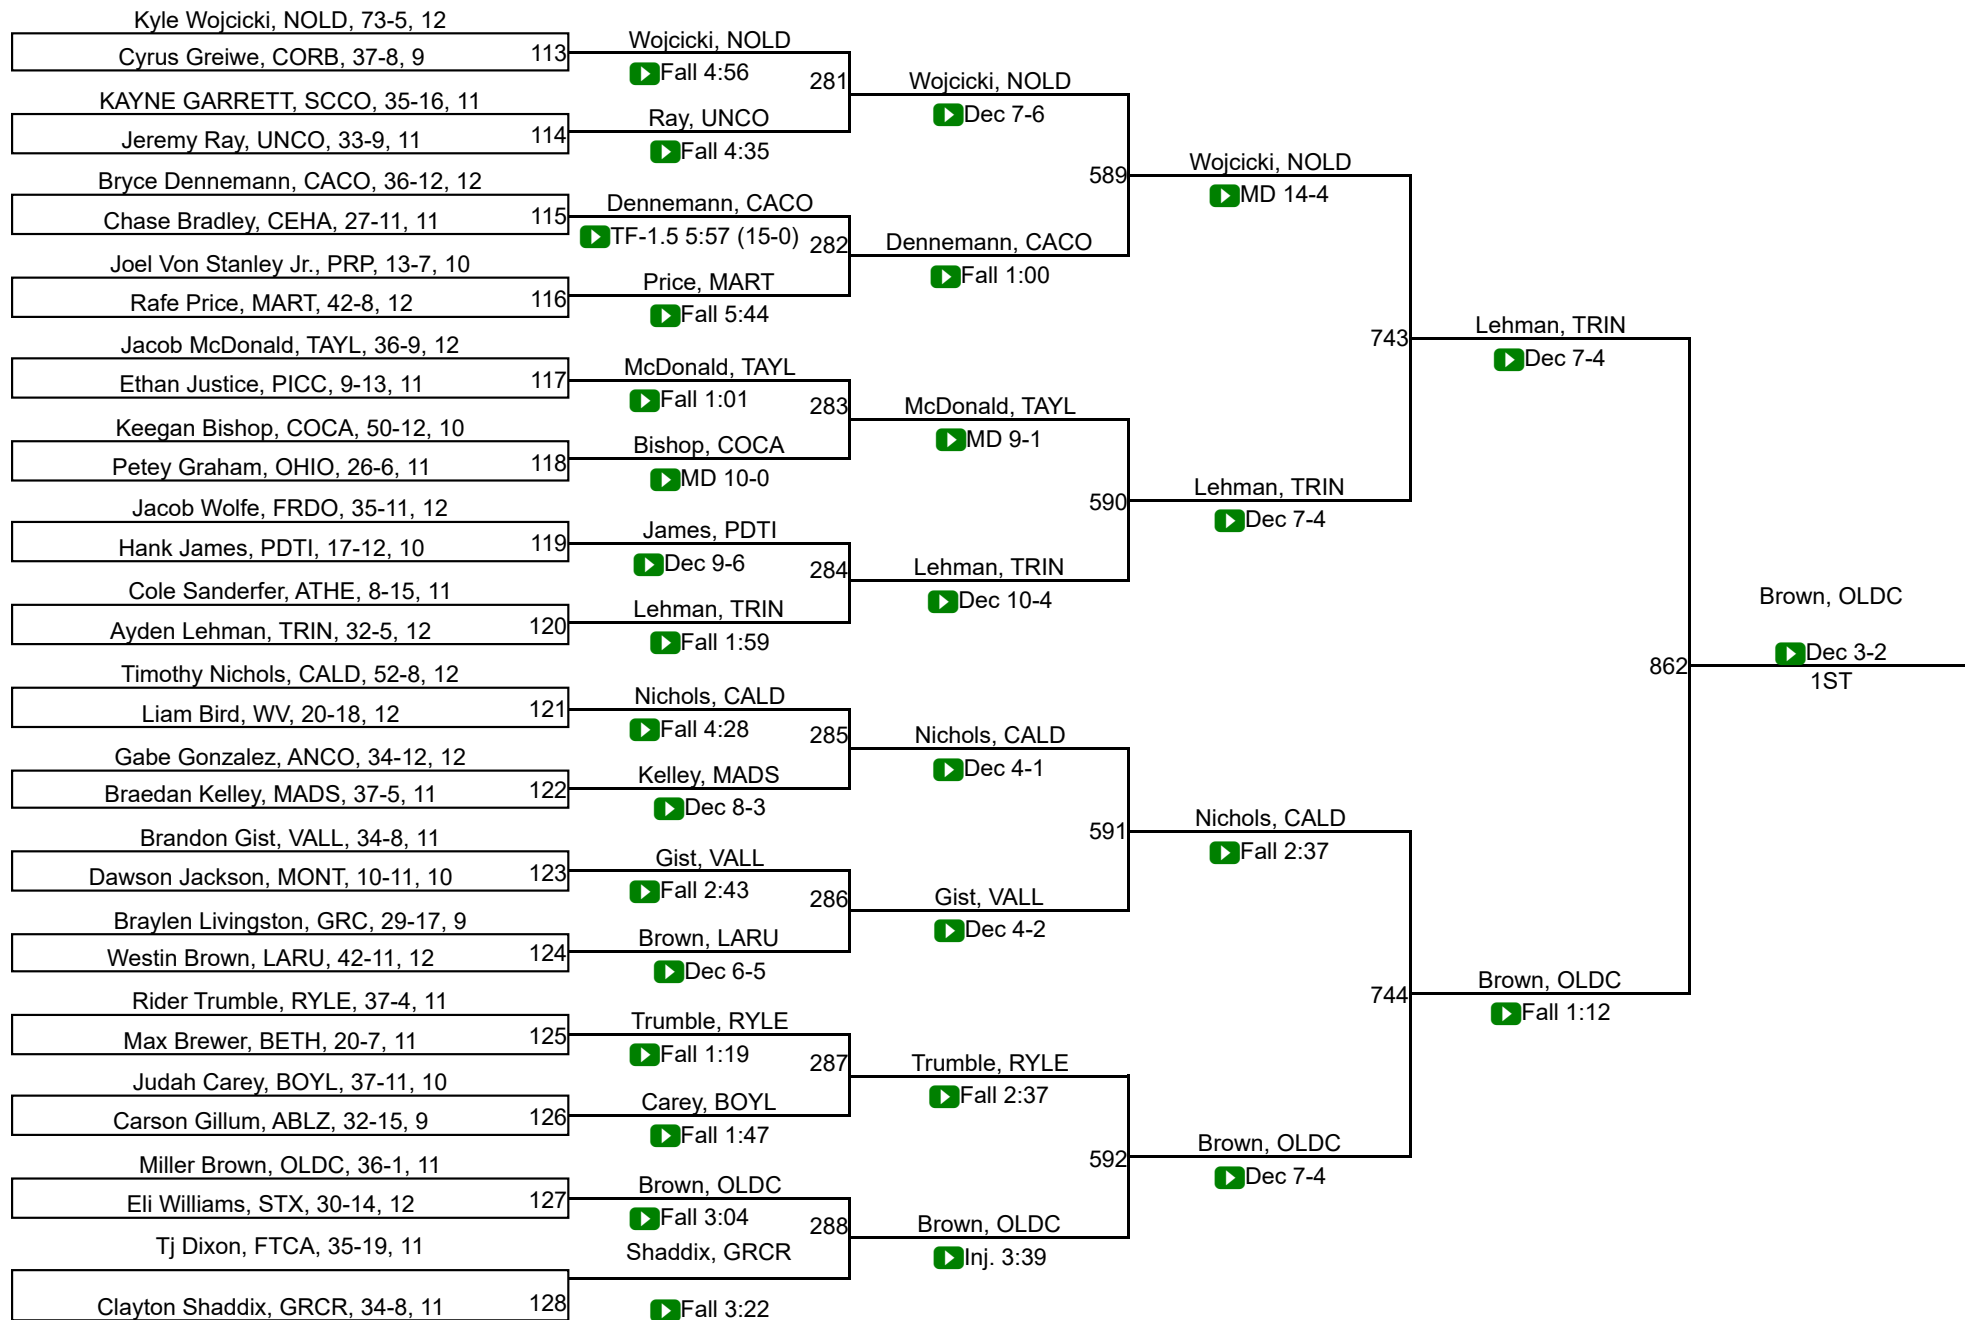 Kyle Wojcicki, NOLD, 73-5, 12
Cyrus Greiwe, CORB, 37-8, 9
113
KAYNE GARRETT, SCCO, 35-16, 11
Jeremy Ray, UNCO, 33-9, 11
114
Bryce Dennemann, CACO, 36-12, 12
Chase Bradley, CEHA, 27-11, 11
115
Joel Von Stanley Jr., PRP, 13-7, 10
Rafe Price, MART, 42-8, 12
116
Jacob McDonald, TAYL, 36-9, 12
Ethan Justice, PICC, 9-13, 11
117
Keegan Bishop, COCA, 50-12, 10
Petey Graham, OHIO, 26-6, 11
118
Jacob Wolfe, FRDO, 35-11, 12
Hank James, PDTI, 17-12, 10
119
Cole Sanderfer, ATHE, 8-15, 11
Ayden Lehman, TRIN, 32-5, 12
120
Timothy Nichols, CALD, 52-8, 12
Liam Bird, WV, 20-18, 12
121
Gabe Gonzalez, ANCO, 34-12, 12
Braedan Kelley, MADS, 37-5, 11
122
Brandon Gist, VALL, 34-8, 11
Dawson Jackson, MONT, 10-11, 10
123
Braylen Livingston, GRC, 29-17, 9
Westin Brown, LARU, 42-11, 12
124
Rider Trumble, RYLE, 37-4, 11
Max Brewer, BETH, 20-7, 11
125
Judah Carey, BOYL, 37-11, 10
Carson Gillum, ABLZ, 32-15, 9
126
Miller Brown, OLDC, 36-1, 11
Eli Williams, STX, 30-14, 12
127
Tj Dixon, FTCA, 35-19, 11
Clayton Shaddix, GRCR, 34-8, 11
128
Wojcicki, NOLD
Fall 4:56
281
Ray, UNCO
Fall 4:35
Dennemann, CACO
TF-1.5 5:57 (15-0)
282
Price, MART
Fall 5:44
McDonald, TAYL
Fall 1:01
283
Bishop, COCA
MD 10-0
James, PDTI
Dec 9-6
284
Lehman, TRIN
Fall 1:59
Nichols, CALD
Fall 4:28
285
Kelley, MADS
Dec 8-3
Gist, VALL
Fall 2:43
286
Brown, LARU
Dec 6-5
Trumble, RYLE
Fall 1:19
287
Carey, BOYL
Fall 1:47
Brown, OLDC
Fall 3:04
288
Shaddix, GRCR
Fall 3:22
Wojcicki, NOLD
Dec 7-6
589
Dennemann, CACO
Fall 1:00
McDonald, TAYL
MD 9-1
590
Lehman, TRIN
Dec 10-4
Nichols, CALD
Dec 4-1
591
Gist, VALL
Dec 4-2
Trumble, RYLE
Fall 2:37
592
Brown, OLDC
Inj. 3:39
Wojcicki, NOLD
MD 14-4
743
Lehman, TRIN
Dec 7-4
Nichols, CALD
Fall 2:37
744
Brown, OLDC
Dec 7-4
Lehman, TRIN
Dec 7-4
862
Brown, OLDC
Fall 1:12
Brown, OLDC
Dec 3-2
1ST